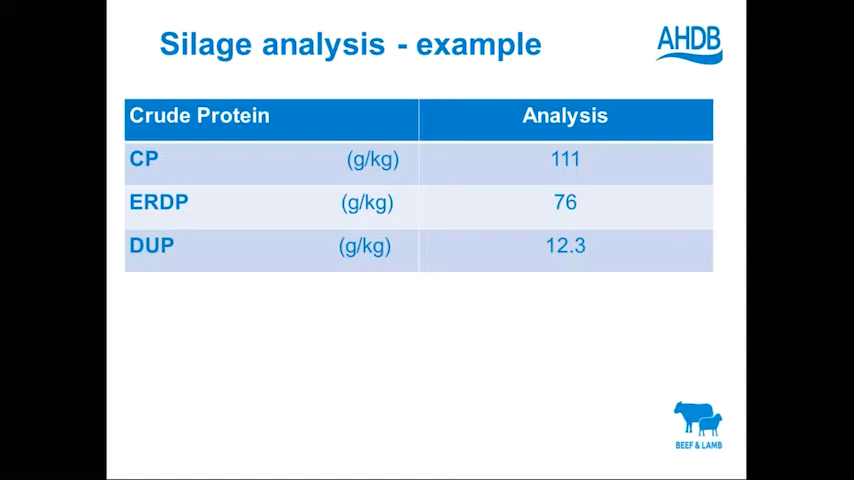 Silage analysis - example
AHDB
Crude Protein Analysis
CP (g/kg) 111
ERDP (g/kg) 76
DUP (g/kg) 12.3
BEEF & LAMB